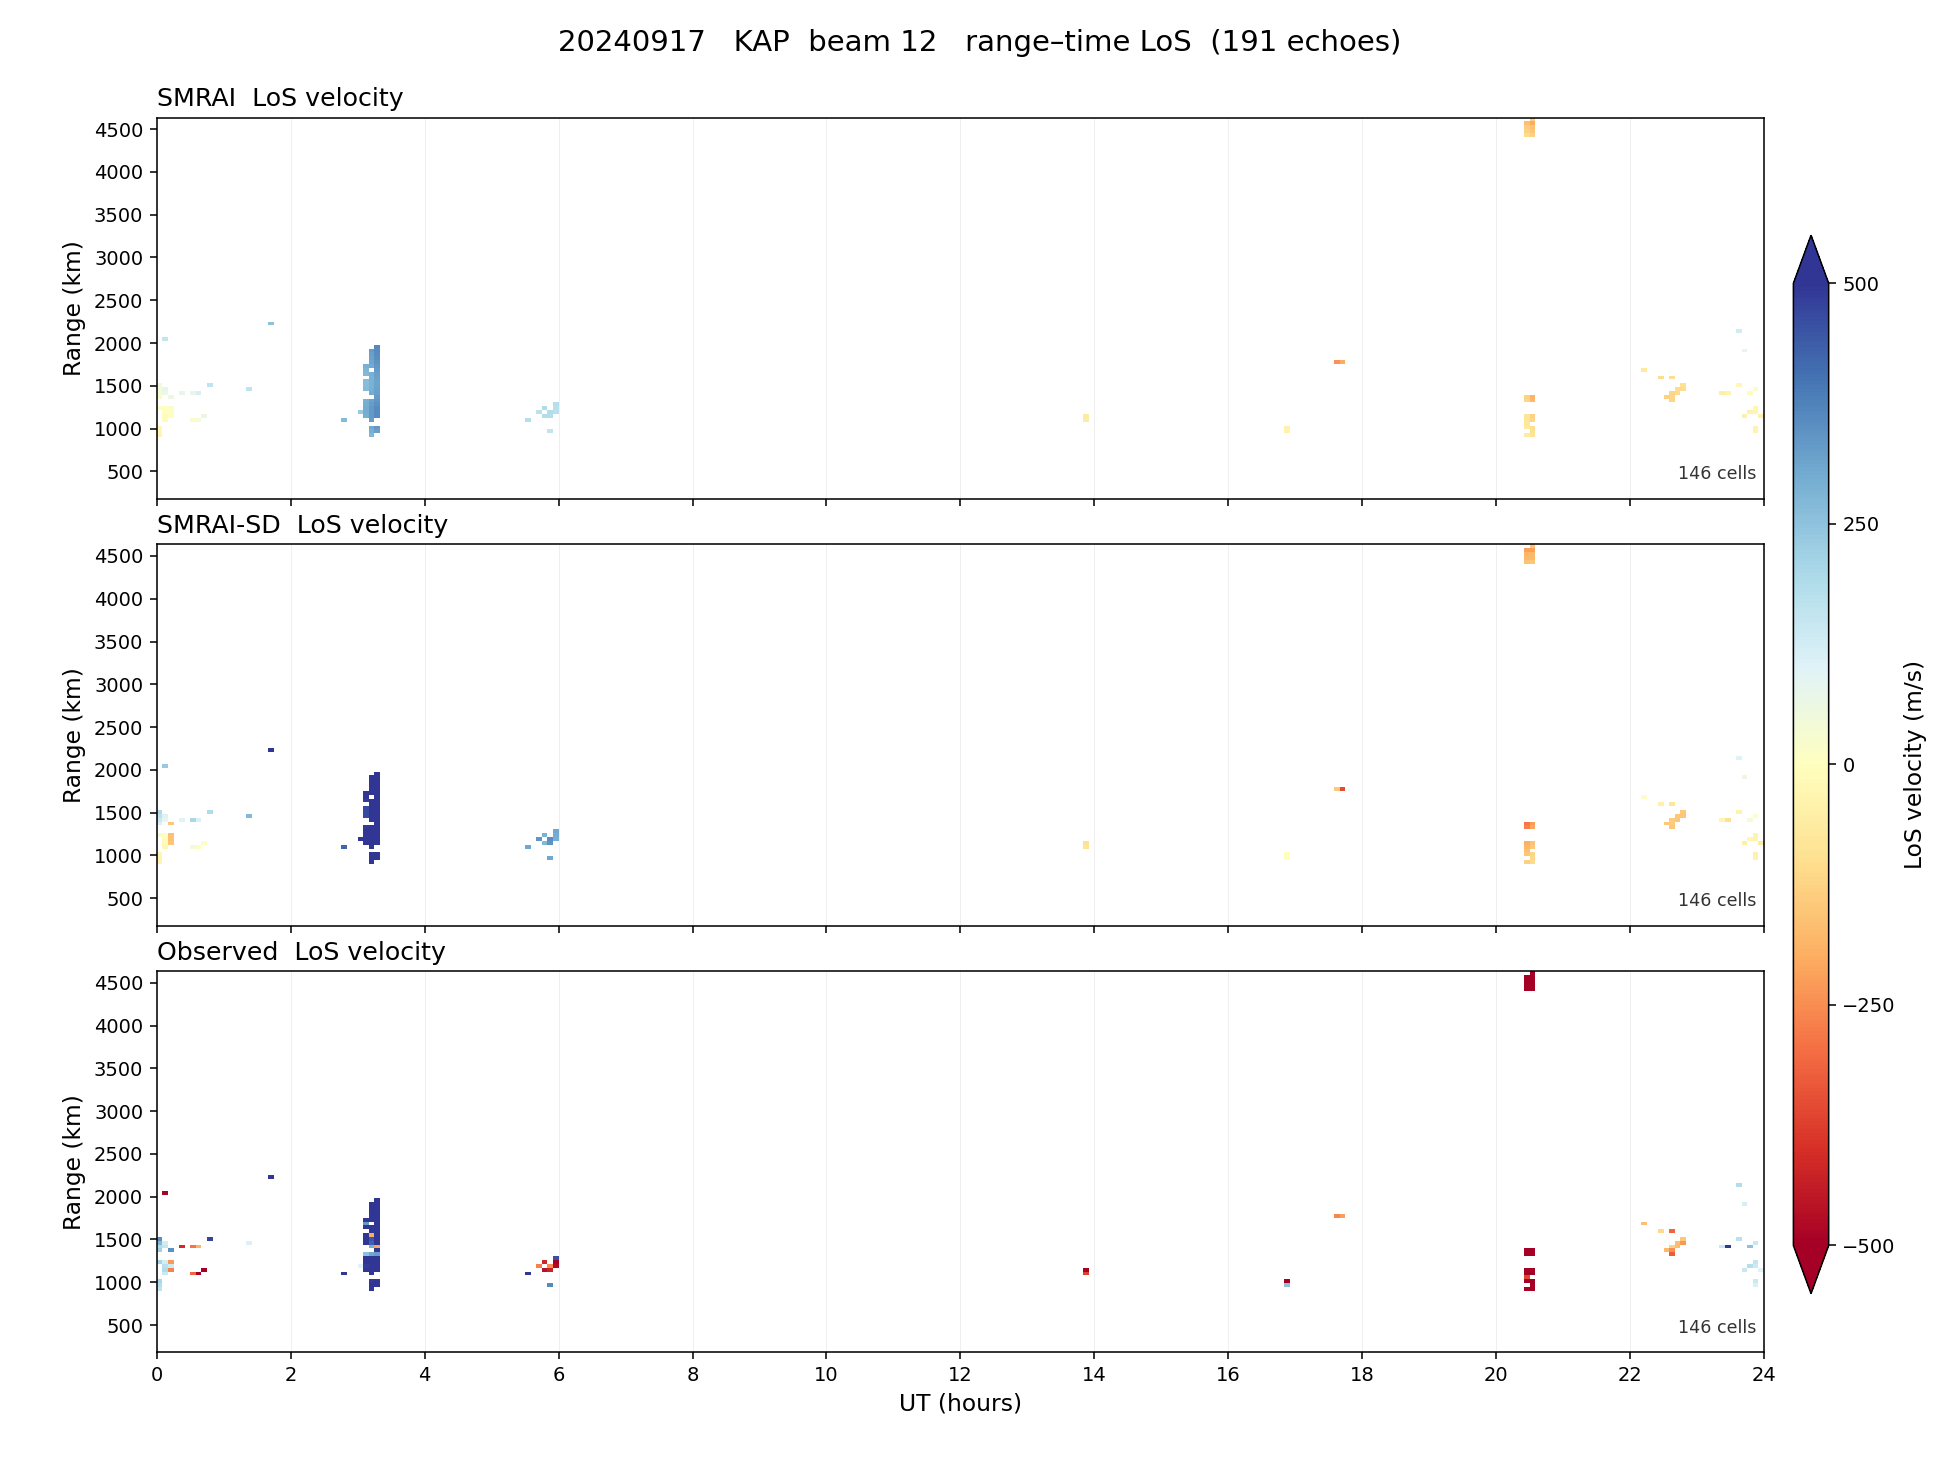 20240917 KAP beam 12 range–time LoS (191 echoes)
SMRAI LoS velocity
4500
4000
3500
3000
2500
2000
1500
1000
500
Range (km)
146 cells
SMRAI-SD LoS velocity
4500
4000
3500
3000
2500
2000
1500
1000
500
Range (km)
146 cells
Observed LoS velocity
4500
4000
3500
3000
2500
2000
1500
1000
500
Range (km)
146 cells
0 2 4 6 8 10 12 14 16 18 20 22 24
UT (hours)
500
250
0
−250
−500
LoS velocity (m/s)